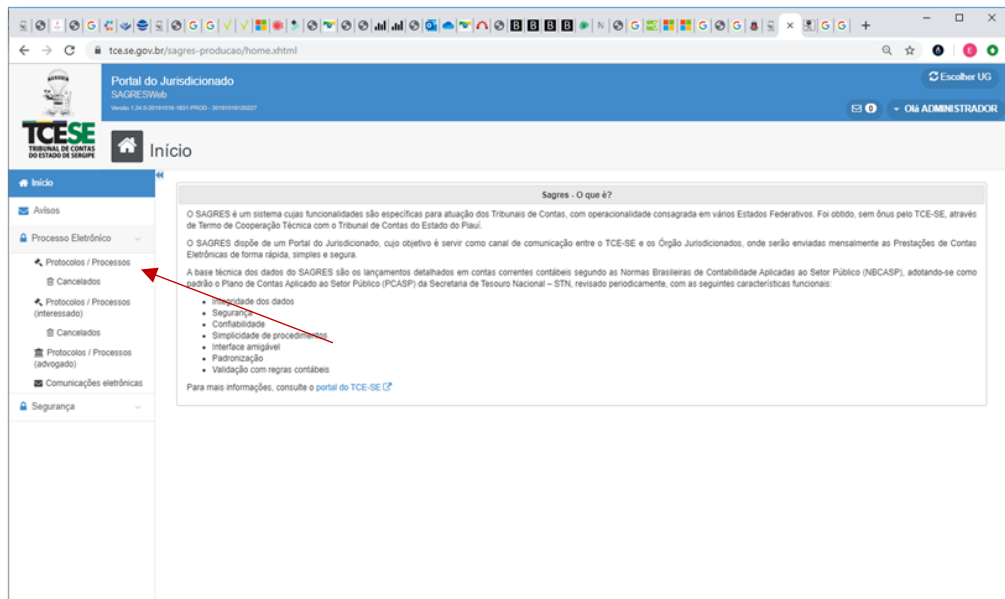 tce.se.gov.br/sagres-producao/home.xhtml
Portal do Jurisdicionado
SAGRESWeb
Escolher UG
0
Olá ADMINISTRADOR
TCESE
TRIBUNAL DE CONTAS
DO ESTADO DE SERGIPE
Início
Início
Avisos
Processo Eletrônico
Protocolos / Processos
Cancelados
Protocolos / Processos
(interessado)
Cancelados
Protocolos / Processos
(advogado)
Comunicações eletrônicas
Segurança
Sagres - O que é?
O SAGRES é um sistema cujas funcionalidades são específicas para atuação dos Tribunais de Contas, com operacionalidade consagrada em vários Estados Federativos. Foi obtido, sem ônus pelo TCE-SE, através
de Termo de Cooperação Técnica com o Tribunal de Contas do Estado do Piauí.
O SAGRES dispõe de um Portal do Jurisdicionado, cujo objetivo é servir como canal de comunicação entre o TCE-SE e os Órgão Jurisdicionados, onde serão enviadas mensalmente as Prestações de Contas
Eletrônicas de forma rápida, simples e segura.
A base técnica dos dados do SAGRES são os lançamentos detalhados em contas correntes contábeis segundo as Normas Brasileiras de Contabilidade Aplicadas ao Setor Público (NBCASP), adotando-se como
padrão o Plano de Contas Aplicado ao Setor Público (PCASP) da Secretaria de Tesouro Nacional – STN, revisado periodicamente, com as seguintes características funcionais:
Integridade dos dados
Segurança
Confiabilidade
Simplicidade de procedimentos
Interface amigável
Padronização
Validação com regras contábeis
Para mais informações, consulte o portal do TCE-SE